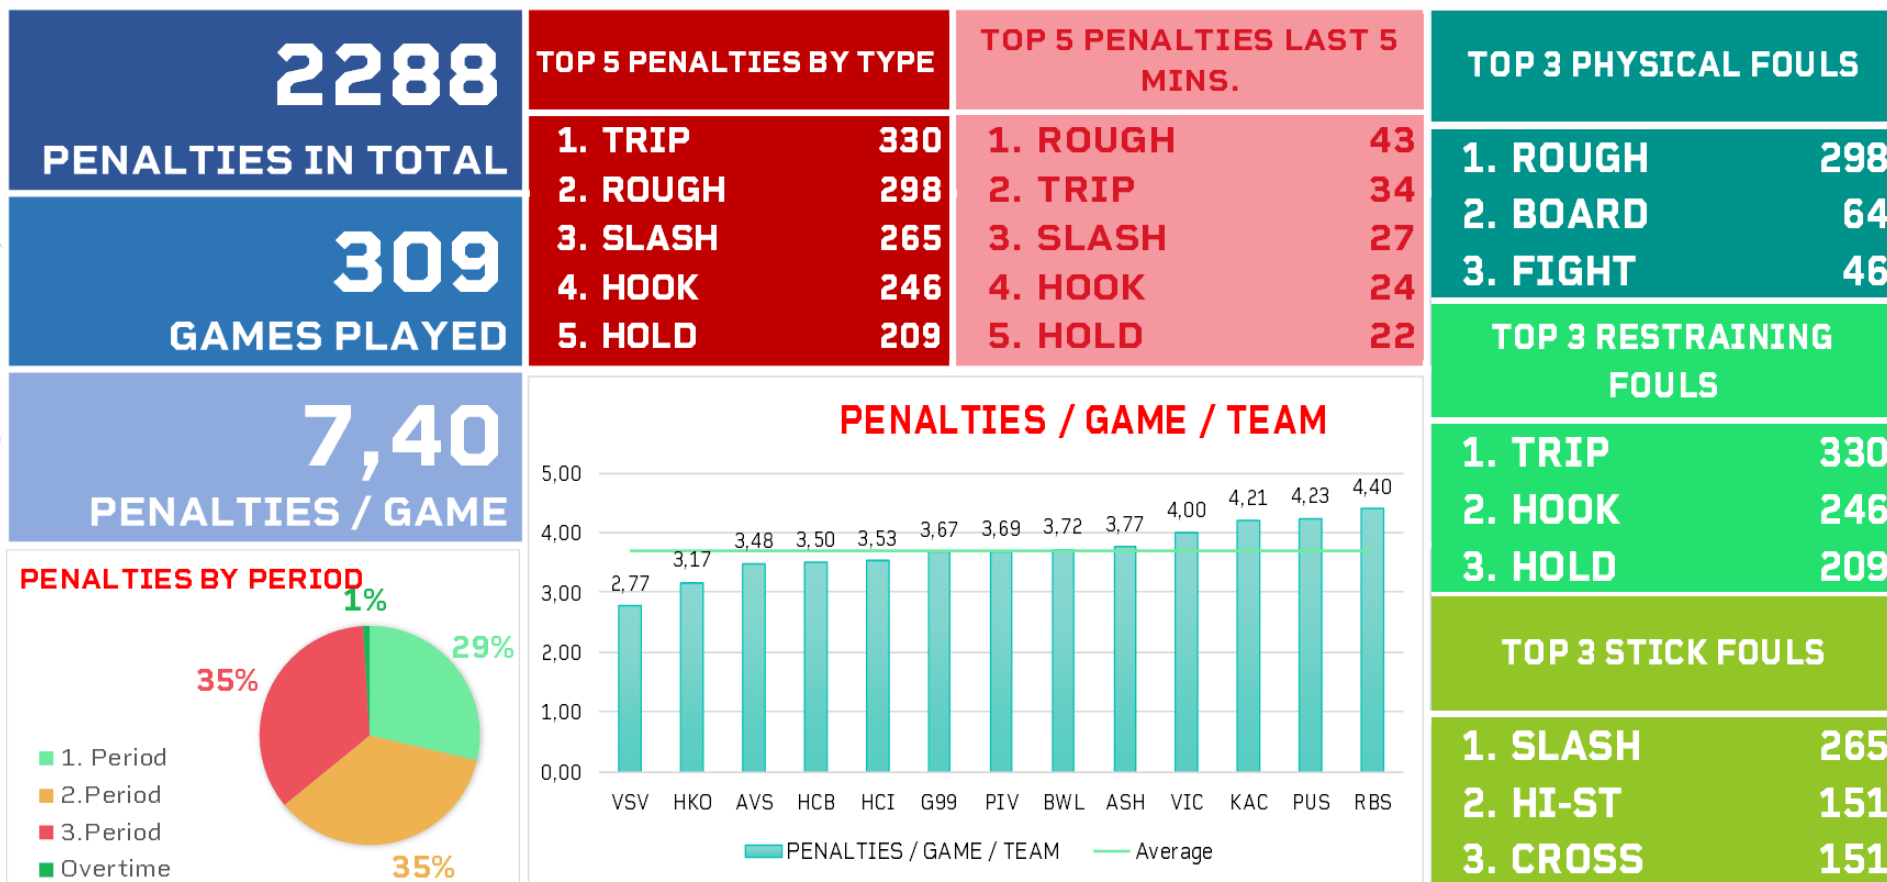 2288
PENALTIES IN TOTAL
309
GAMES PLAYED
7,40
PENALTIES / GAME
PENALTIES BY PERIOD
1%
29%
35%
35%
1. Period
2.Period
3.Period
Overtime
TOP 5 PENALTIES BY TYPE
1. TRIP 330
2. ROUGH 298
3. SLASH 265
4. HOOK 246
5. HOLD 209
TOP 5 PENALTIES LAST 5
MINS.
1. ROUGH 43
2. TRIP 34
3. SLASH 27
4. HOOK 24
5. HOLD 22
PENALTIES / GAME / TEAM
5,00
4,00
3,00
2,00
1,00
0,00
2,77 3,17 3,48 3,50 3,53 3,67 3,69 3,72 3,77 4,00 4,21 4,23 4,40
VSV HKO AVS HCB HCI G99 PIV BWL ASH VIC KAC PUS RBS
PENALTIES / GAME / TEAM Average
TOP 3 PHYSICAL FOULS
1. ROUGH 298
2. BOARD 64
3. FIGHT 46
TOP 3 RESTRAINING
FOULS
1. TRIP 330
2. HOOK 246
3. HOLD 209
TOP 3 STICK FOULS
1. SLASH 265
2. HI-ST 151
3. CROSS 151